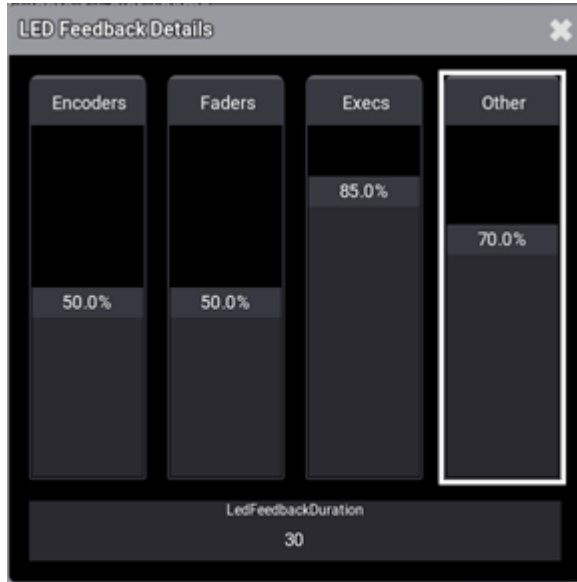 LED Feedback Details
Encoders Faders Execs Other
85.0%
70.0%
50.0% 50.0%
LedFeedbackDuration
30